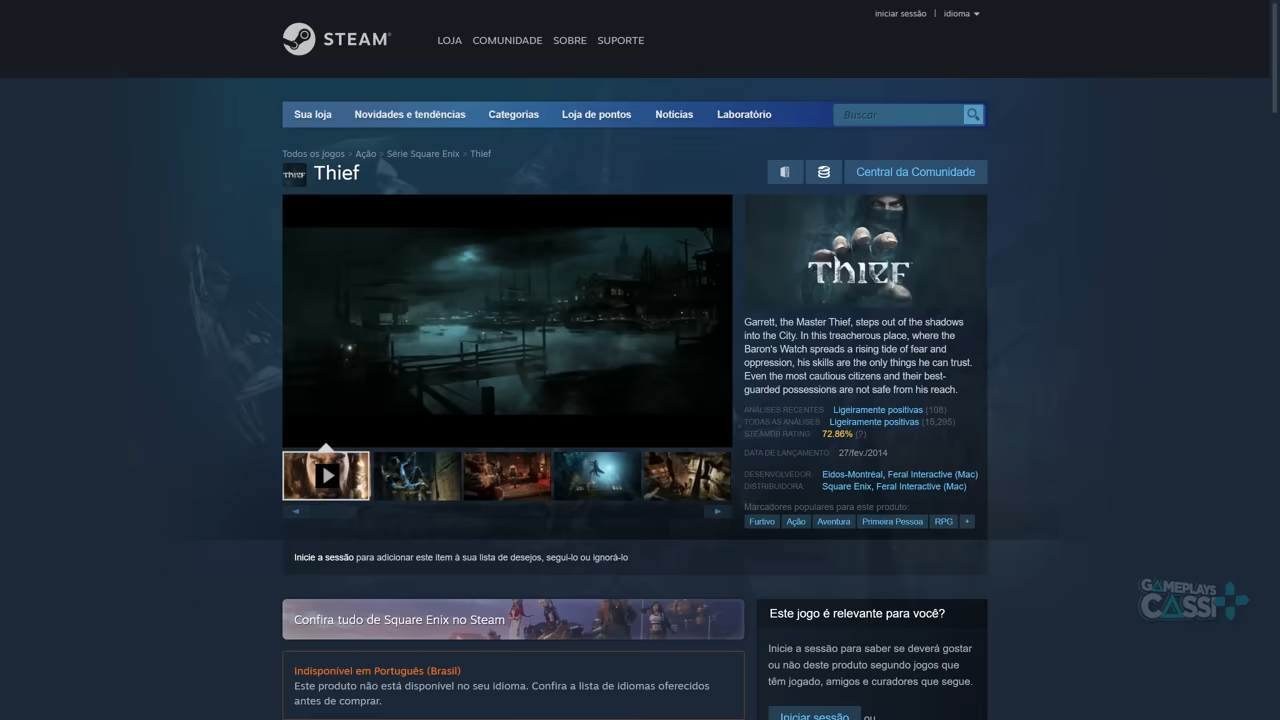 iniciar sessão | idioma
STEAM®
LOJA COMUNIDADE SOBRE SUPORTE
Sua loja Novidades e tendências Categorias Loja de pontos Notícias Laboratório Buscar
Todos os jogos > Ação > Série Square Enix > Thief
THIEF Thief
Central da Comunidade
THIEF
Garrett, the Master Thief, steps out of the shadows
into the City. In this treacherous place, where the
Baron's Watch spreads a rising tide of fear and
oppression, his skills are the only things he can trust.
Even the most cautious citizens and their best-
guarded possessions are not safe from his reach.
ANÁLISES RECENTES Ligeiramente positivas (108)
TODAS AS ANÁLISES Ligeiramente positivas (15,295)
STEAMDB RATING 72.86% (?)
DATA DE LANÇAMENTO 27/fev./2014
DESENVOLVEDOR Eidos-Montréal, Feral Interactive (Mac)
DISTRIBUIDORA Square Enix, Feral Interactive (Mac)
Marcadores populares para este produto:
Furtivo Ação Aventura Primeira Pessoa RPG +
Inicie a sessão para adicionar este item à sua lista de desejos, segui-lo ou ignorá-lo
Confira tudo de Square Enix no Steam
Indisponível em Português (Brasil)
Este produto não está disponível no seu idioma. Confira a lista de idiomas oferecidos
antes de comprar.
Este jogo é relevante para você?
Inicie a sessão para saber se deverá gostar
ou não deste produto segundo jogos que
têm jogado, amigos e curadores que segue.
Iniciar sessão ou
GAMEPLAYS
CASSI